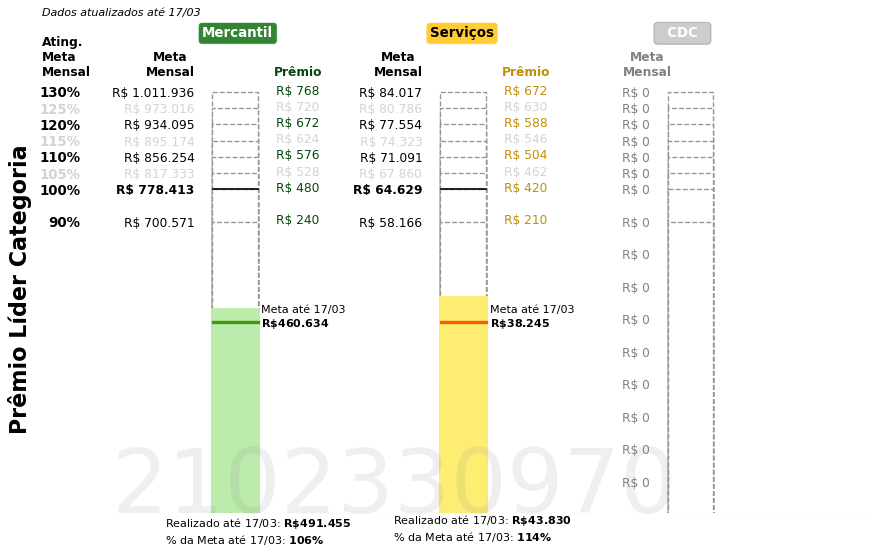 Dados atualizados até 17/03
Mercantil Serviços CDC
Ating. Meta Mensal Meta Mensal Prêmio Meta Mensal Prêmio Meta Mensal
130% R$ 1.011.936 R$ 768 R$ 84.017 R$ 672 R$ 0
125% R$ 973.016 R$ 720 R$ 80.786 R$ 630 R$ 0
120% R$ 934.095 R$ 672 R$ 77.554 R$ 588 R$ 0
115% R$ 895.174 R$ 624 R$ 74.323 R$ 546 R$ 0
110% R$ 856.254 R$ 576 R$ 71.091 R$ 504 R$ 0
105% R$ 817.333 R$ 528 R$ 67.860 R$ 462 R$ 0
100% R$ 778.413 R$ 480 R$ 64.629 R$ 420 R$ 0
90% R$ 700.571 R$ 240 R$ 58.166 R$ 210 R$ 0
R$ 0
R$ 0
Meta até 17/03 Meta até 17/03
R$460.634 R$38.245 R$ 0
R$ 0
R$ 0
R$ 0
R$ 0
R$ 0
Prêmio Líder Categoria
2102330970
Realizado até 17/03: R$491.455 Realizado até 17/03: R$43.830
% da Meta até 17/03: 106% % da Meta até 17/03: 114%